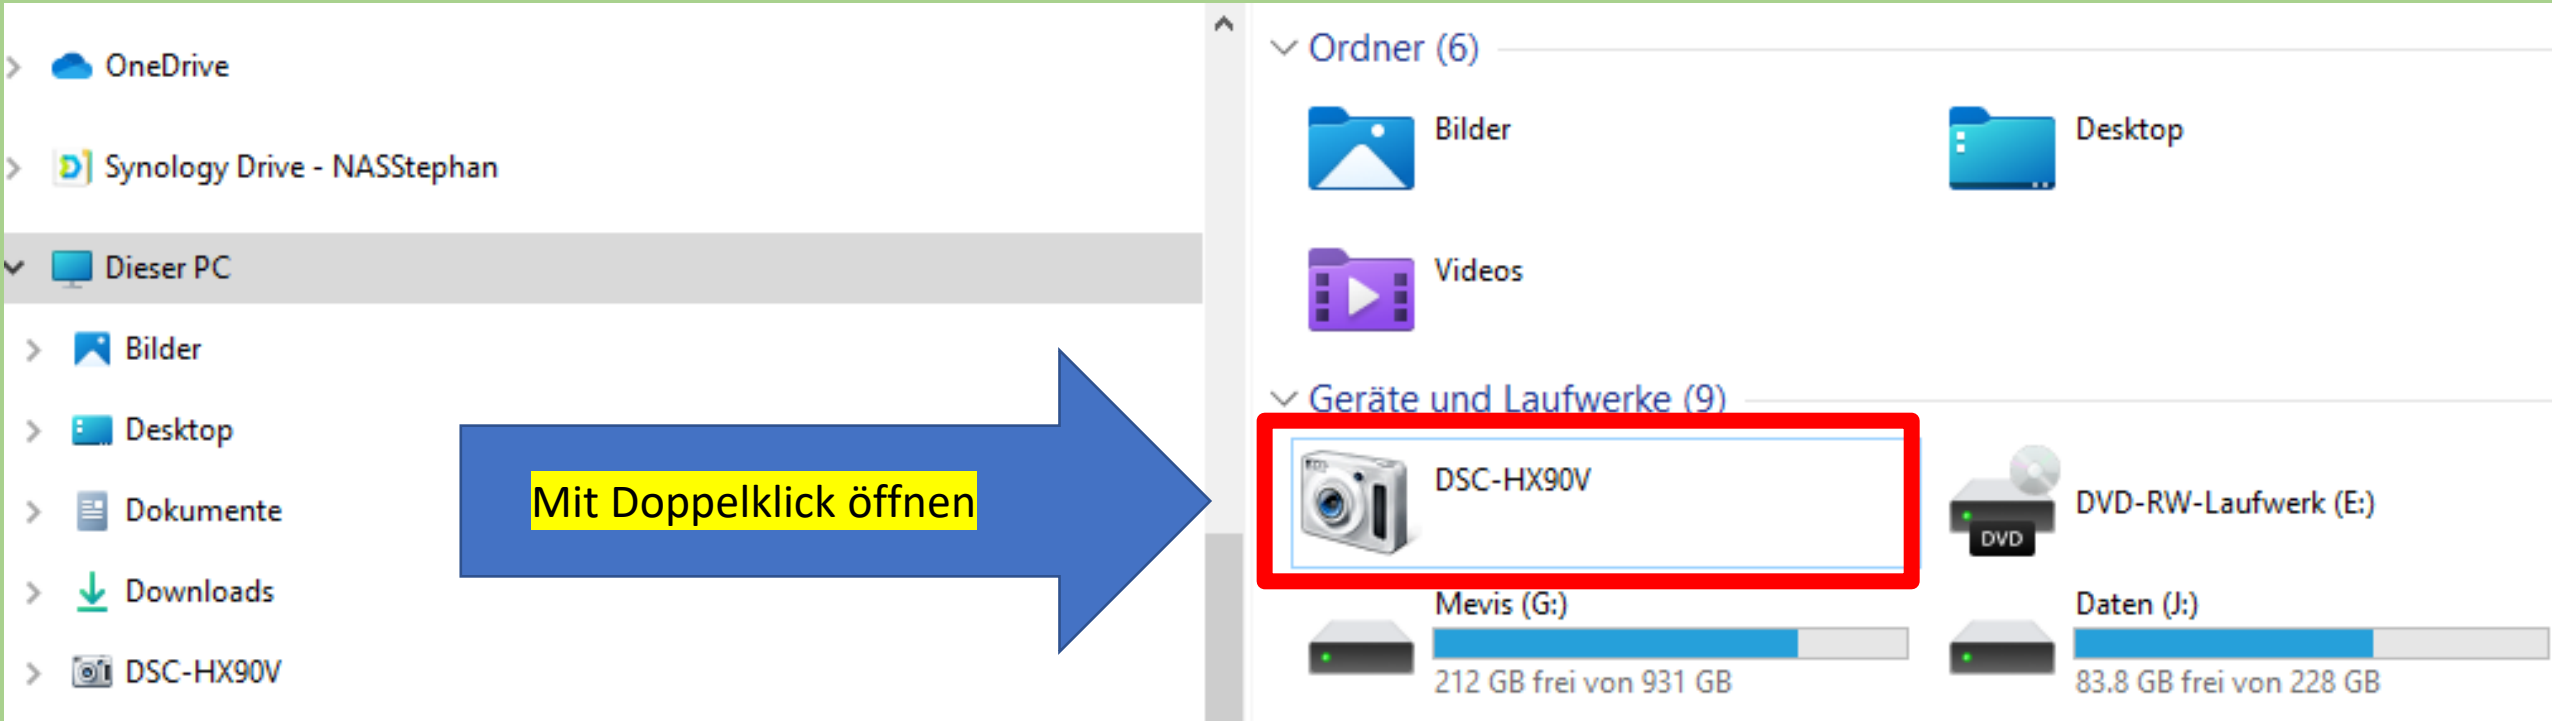 OneDrive
Synology Drive - NASStephan
Dieser PC
Bilder
Desktop
Dokumente
Downloads
DSC-HX90V
Mit Doppelklick öffnen
Ordner (6)
Bilder
Desktop
Videos
Geräte und Laufwerke (9)
DSC-HX90V
DVD-RW-Laufwerk (E:)
DVD
Mevis (G:)
212 GB frei von 931 GB
Daten (J:)
83.8 GB frei von 228 GB